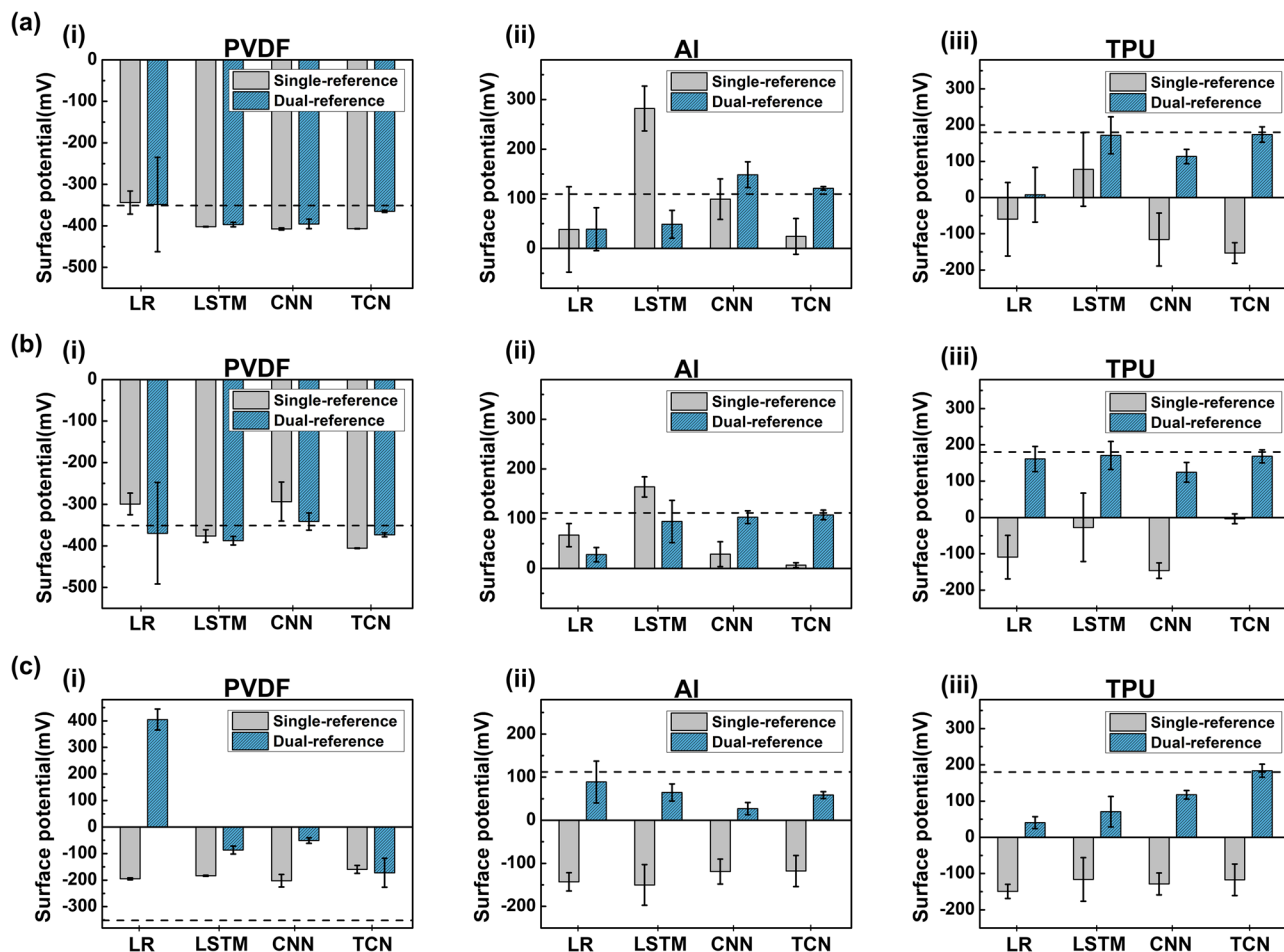 (a)
(i)
PVDF
Surface potential(mV)
0
-100
-200
-300
-400
-500
Single-reference
Dual-reference
LR LSTM CNN TCN
(ii)
Al
Surface potential(mV)
300
200
100
0
Single-reference
Dual-reference
LR LSTM CNN TCN
(iii)
TPU
Surface potential(mV)
300
200
100
0
-100
-200
Single-reference
Dual-reference
LR LSTM CNN TCN
(b)
(i)
PVDF
Surface potential(mV)
0
-100
-200
-300
-400
-500
Single-reference
Dual-reference
LR LSTM CNN TCN
(ii)
Al
Surface potential(mV)
300
200
100
0
Single-reference
Dual-reference
LR LSTM CNN TCN
(iii)
TPU
Surface potential(mV)
300
200
100
0
-100
-200
Single-reference
Dual-reference
LR LSTM CNN TCN
(c)
(i)
PVDF
Surface potential(mV)
400
300
200
100
0
-100
-200
-300
Single-reference
Dual-reference
LR LSTM CNN TCN
(ii)
Al
Surface potential(mV)
200
100
0
-100
-200
Single-reference
Dual-reference
LR LSTM CNN TCN
(iii)
TPU
Surface potential(mV)
300
200
100
0
-100
-200
Single-reference
Dual-reference
LR LSTM CNN TCN